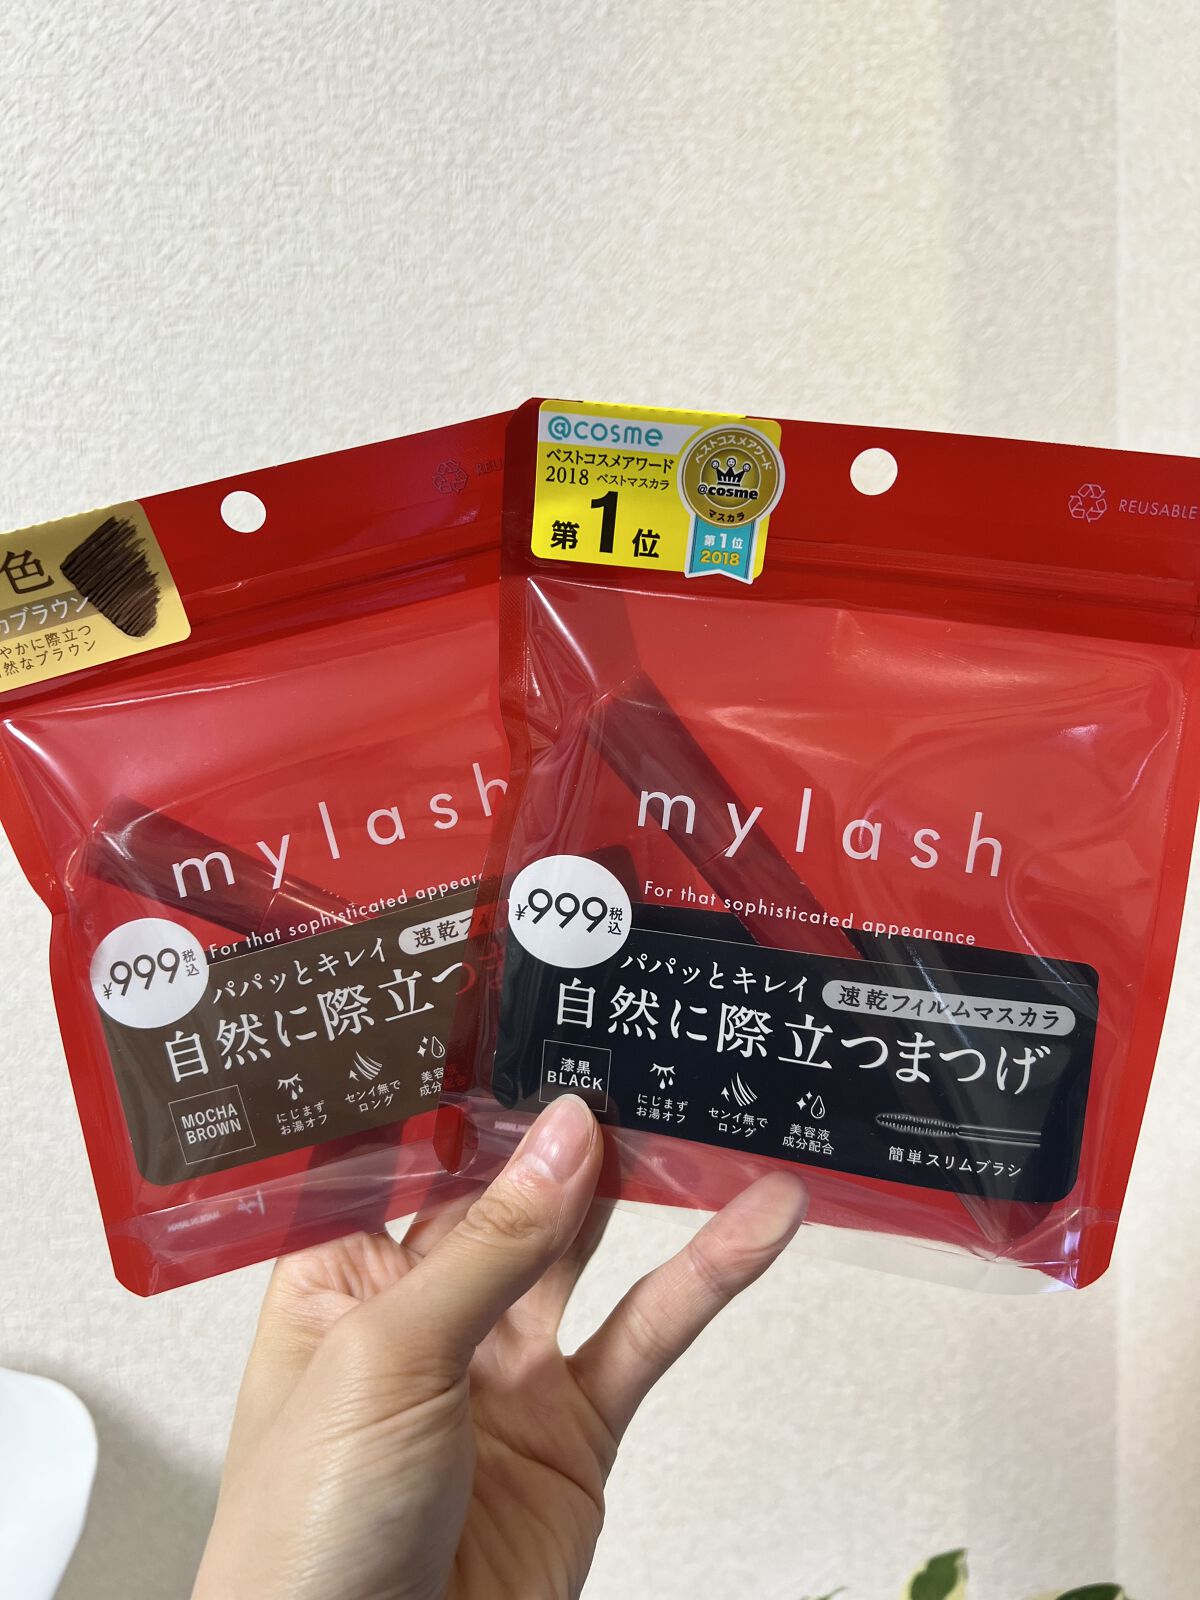 REUSABLE
色
カブラウン
やかに際立つ
然なブラウン
mylash
For that sophisticated appear
¥999税込
パパッとキレイ
速乾フィ
自然に際立つ
MOCHA
BROWN
にじまず
お湯オフ
センイ無で
ロング
美容
成分
MADE IN JAPAN
@cosme
ベストコスメアワード
2018 ベストマスカラ
第1位
ベストコスメアワード
@cosme
マスカラ
第1位
2018
REUSABLE
mylash
For that sophisticated appearance
¥999税込
パパッとキレイ
速乾フィルムマスカラ
自然に際立つまつげ
漆黒
BLACK
にじまず
お湯オフ
センイ無で
ロング
美容液
成分配合
簡単スリムブラシ